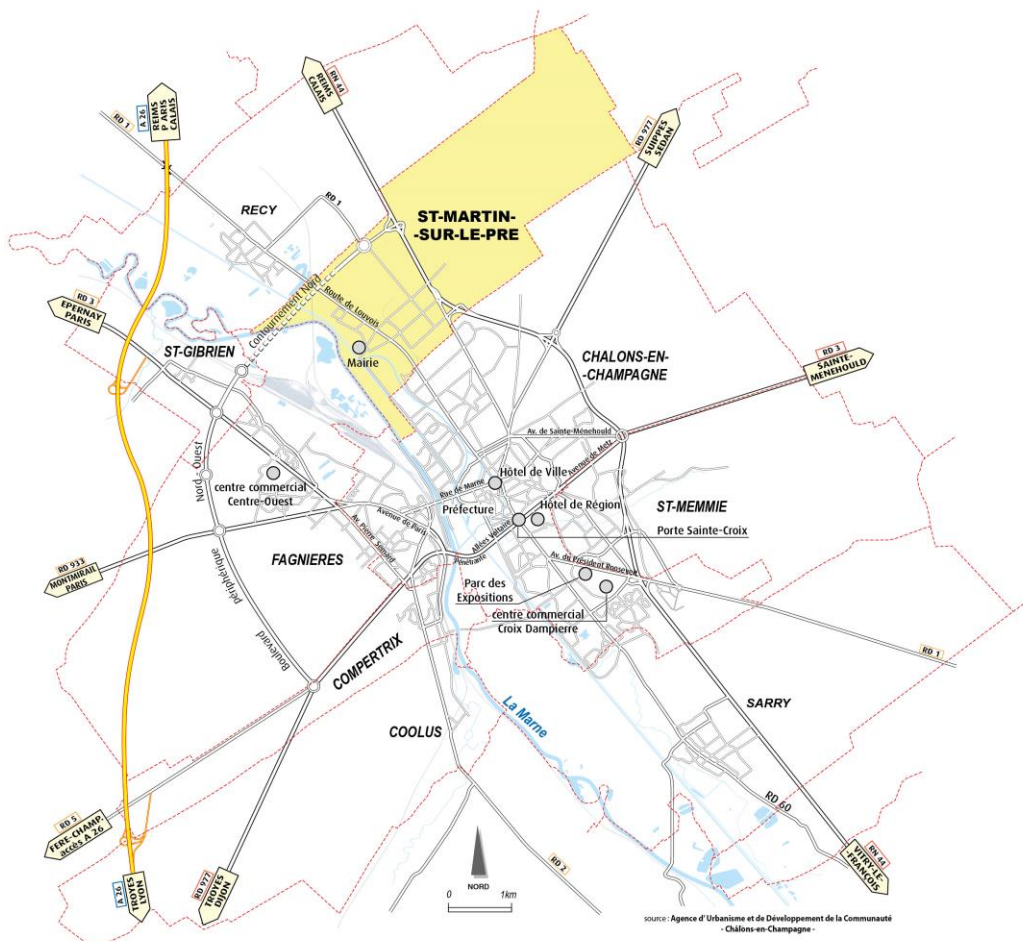 A 26
REIMS
P ARIS
CALAIS
RN 44
REIMS
CALAIS
RD 977
SUIPPES
SEDAN
RD 1
RECY
RD 1
ST-MARTIN-
-SUR-LE-PRE
RD 3
EPERNAY
PARIS
Contournement Nord
Route de Louvois
ST-GIBRIEN
Mairie
CHALONS-EN-
-CHAMPAGNE
RD 3
SAINTE-
MENEHOULD
Nord - Ouest
Av. de Sainte-Ménehould
Avenue de Metz
centre commercial
Centre-Ouest
Rue de Marne
Hôtel de Ville
Préfecture
Hôtel de Région
ST-MEMMIE
Porte Sainte-Croix
Avenue de Paris
Av. Pierre Semard
Allées Voltaire
Pénétrante
FAGNIERES
RD 933
MONTMIRAIL
PARIS
périphérique
Av. du Président Roosevelt
Parc des
Expositions
centre commercial
Croix Dampierre
Boulevard
COMPERTRIX
RD 1
SARRY
COOLUS
La Marne
RD 60
RD 5
FERE-CHAMP.
accès A 26
A 26
TROYES
LYON
RD 977
TROYES
DIJON
NORD
0 1km
RD 2
RN 44
VITRY-LE-
-FRANÇOIS
source : Agence d' Urbanisme et de Développement de la Communauté
- Châlons-en-Champagne -